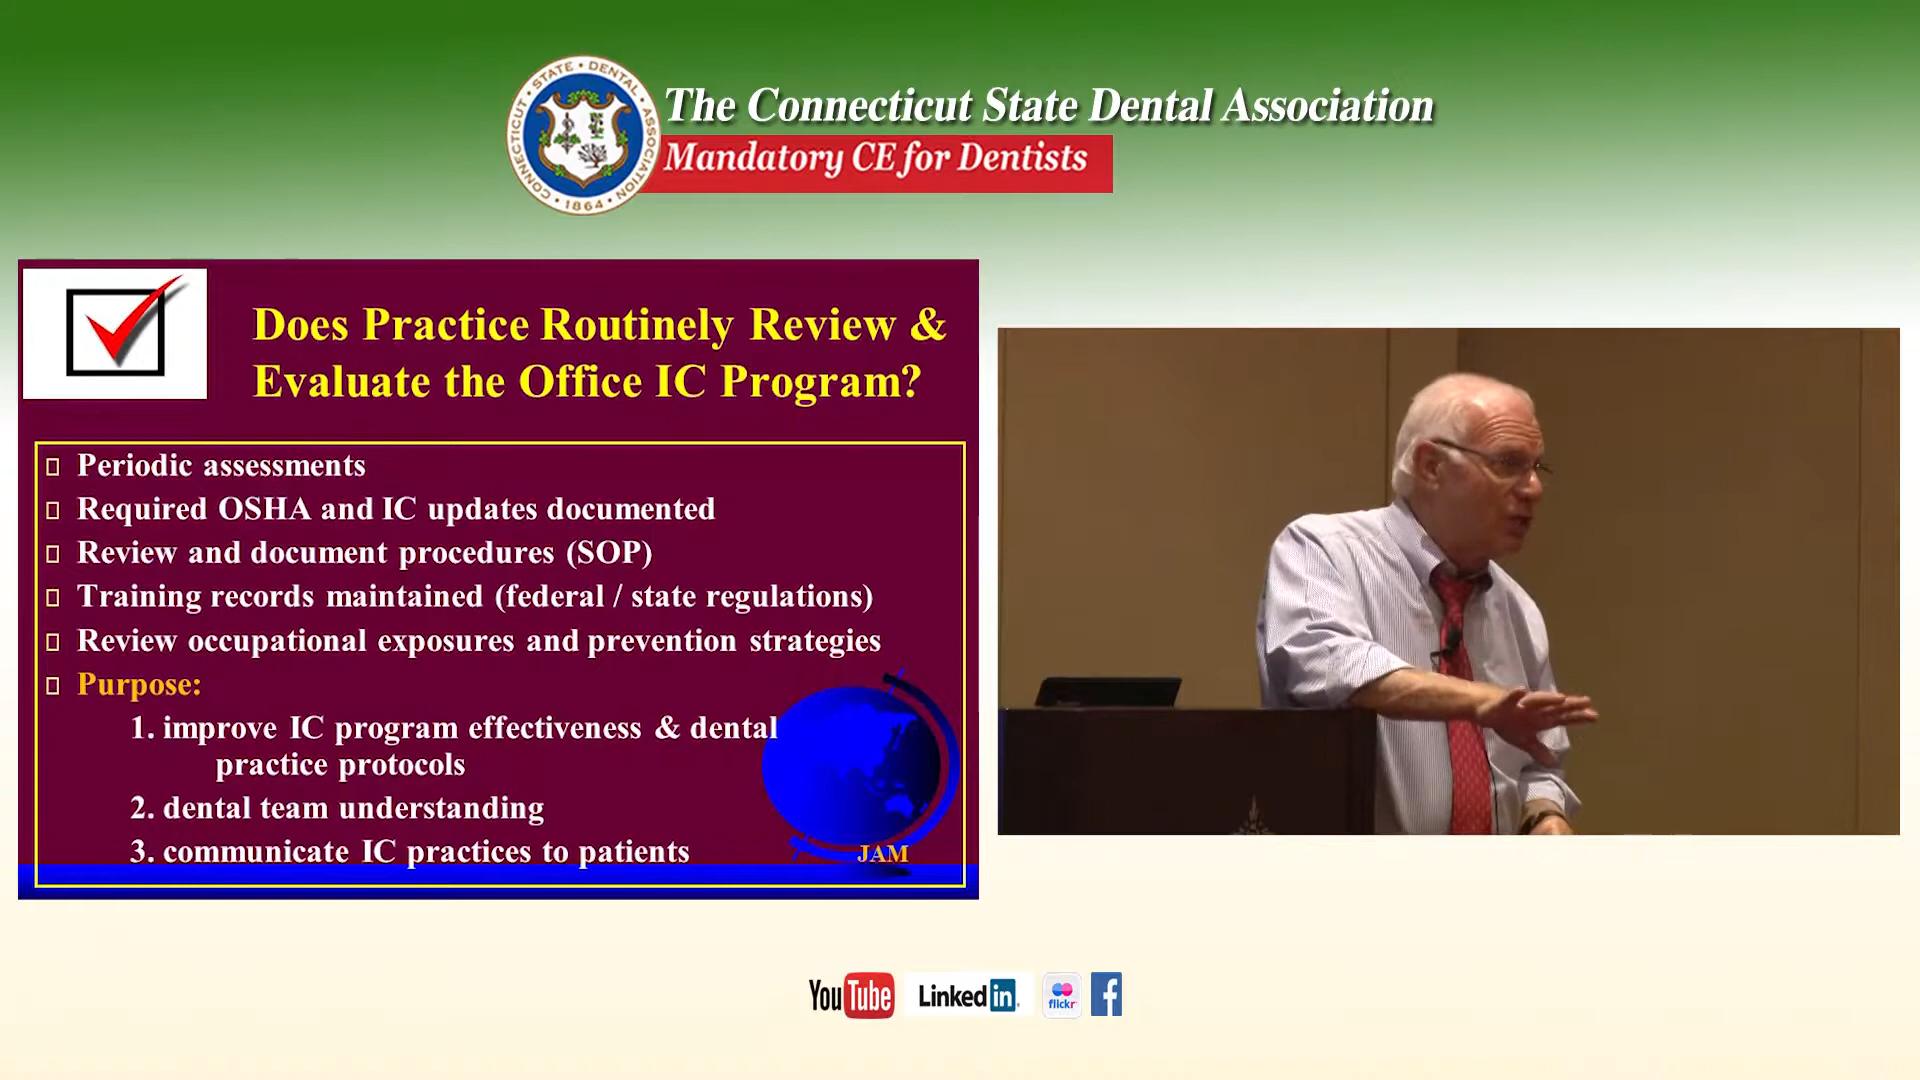 CONNECTICUT • STATE • DENTAL • ASSOCIATION
• 1864 •
The Connecticut State Dental Association
Mandatory CE for Dentists
Does Practice Routinely Review &
Evaluate the Office IC Program?
Periodic assessments
Required OSHA and IC updates documented
Review and document procedures (SOP)
Training records maintained (federal / state regulations)
Review occupational exposures and prevention strategies
Purpose:
1. improve IC program effectiveness & dental
practice protocols
2. dental team understanding
3. communicate IC practices to patients
JAM
YouTube
Linked in
flickr
f